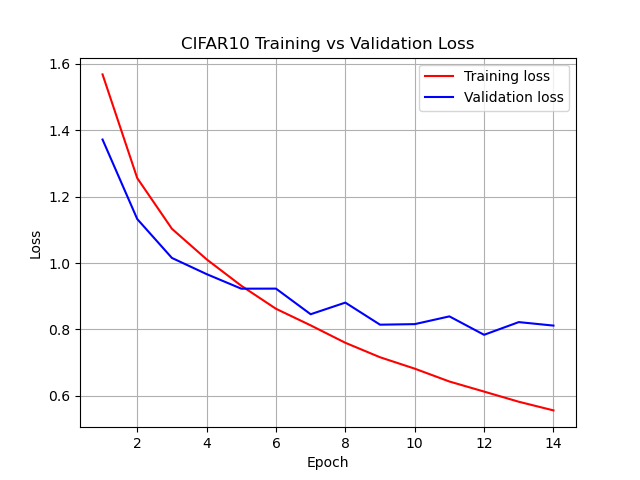 CIFAR10 Training vs Validation Loss
Training loss
Validation loss
1.6
1.4
1.2
1.0
0.8
0.6
Loss
2
4
6
8
10
12
14
Epoch